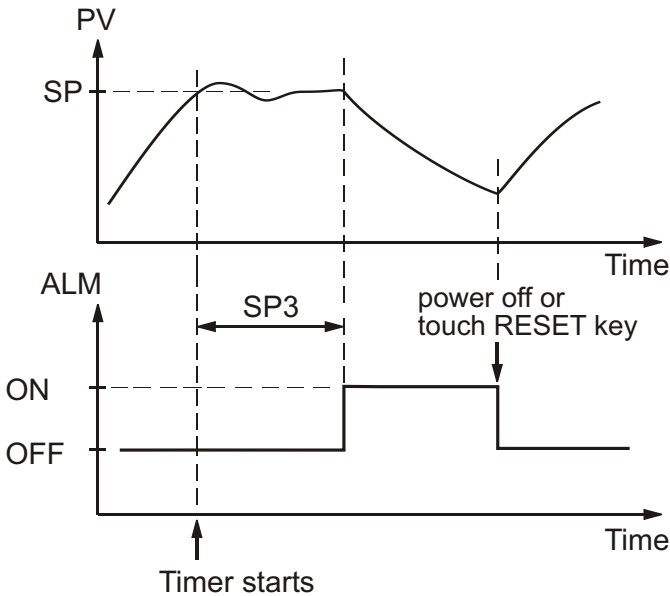 PV
SP
Time
ALM
SP3
power off or
touch RESET key
ON
OFF
Time
Timer starts